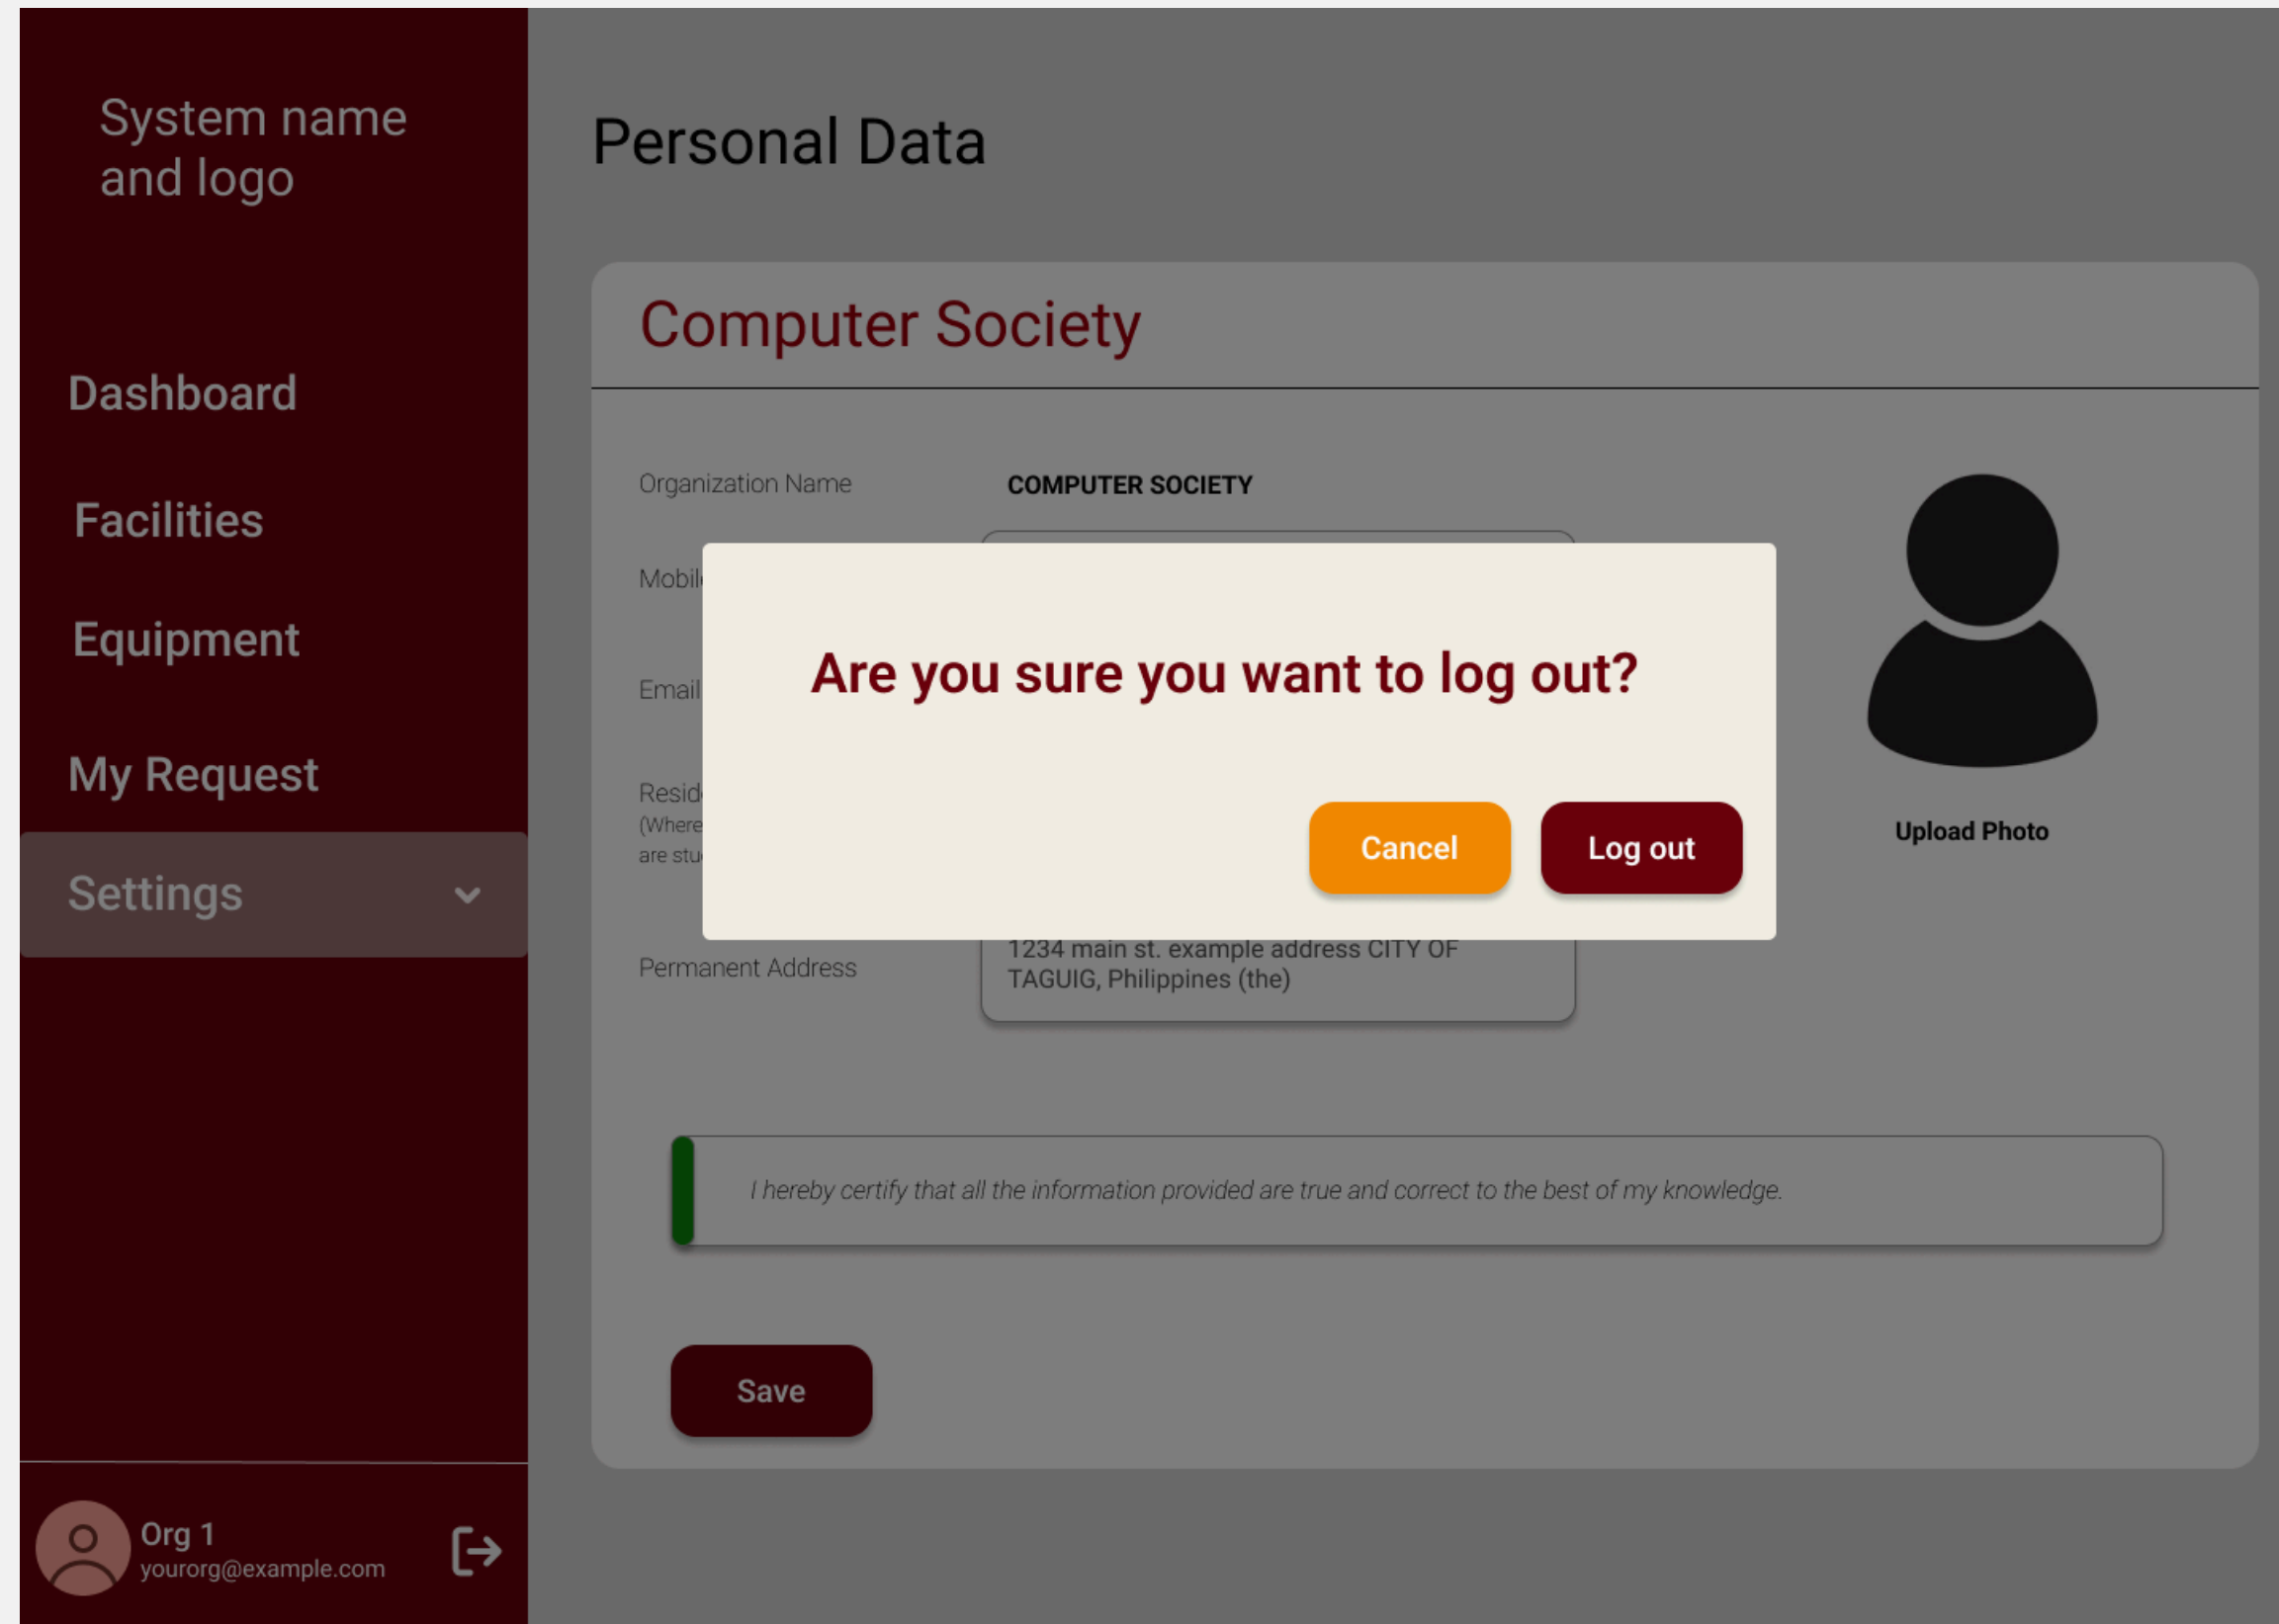 System name
and logo
Dashboard
Facilities
Equipment
My Request
Settings
Org 1
yourorg@example.com
Personal Data
Computer Society
Organization Name
COMPUTER SOCIETY
Email
(Where
are
Permanent Address
1234 main st. example address CITY OF
TAGUIG, Philippines (the)
Upload Photo
Are you sure you want to log out?
Cancel
Log out
I hereby certify that all the information provided are true and correct to the best of my knowledge.
Save